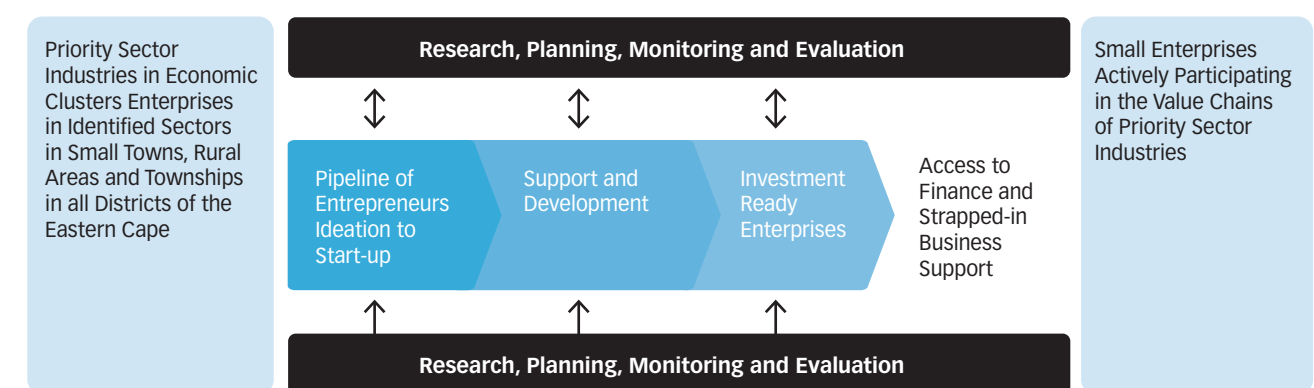 Priority Sector
Industries in Economic
Clusters Enterprises
in Identified Sectors
in Small Towns, Rural
Areas and Townships
in all Districts of the
Eastern Cape
Research, Planning, Monitoring and Evaluation
Pipeline of
Entrepreneurs
Ideation to
Start-up
Support and
Development
Investment
Ready
Enterprises
Access to
Finance and
Strapped-in
Business
Support
Research, Planning, Monitoring and Evaluation
Small Enterprises
Actively Participating
in the Value Chains
of Priority Sector
Industries